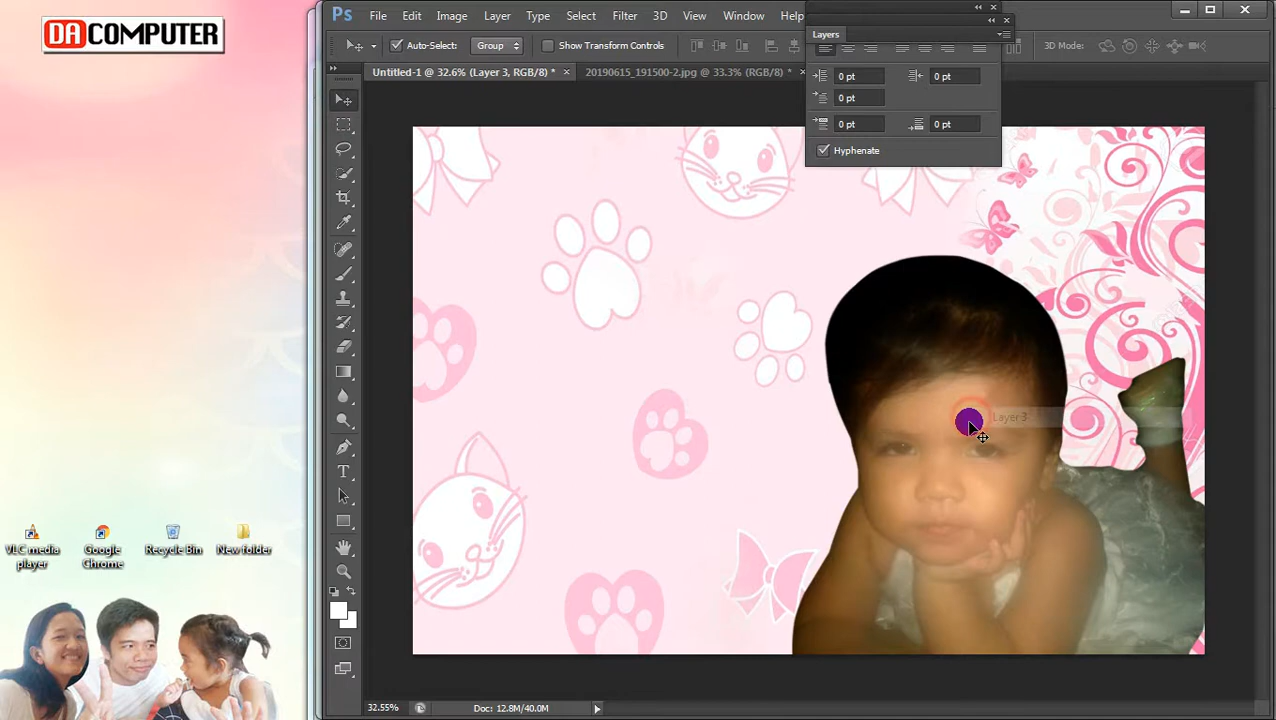 DA COMPUTER
Ps File Edit Image Layer Type Select Filter 3D View Window Help
Auto-Select: Group Show Transform Controls 3D Mode:
Layers
Untitled-1 @ 32.6% (Layer 3, RGB/8) * × 20190615_191500-2.jpg @ 33.3% (RGB/8) * ×
0 pt 0 pt
0 pt
0 pt 0 pt
Hyphenate
Layer 3
T
VLC media player
Google Chrome
Recycle Bin
New folder
32.55% Doc: 12.8M/40.0M